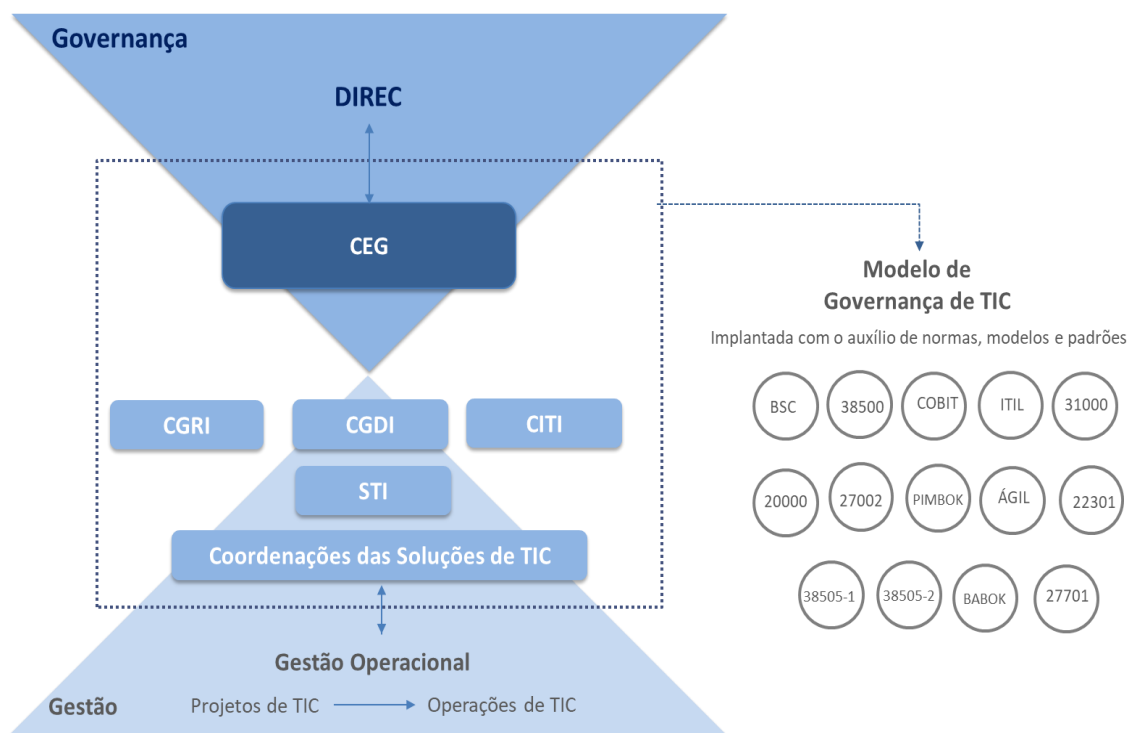 Governança
DIREC
CEG
CGRI
CGDI
CITI
STI
Coordenações das Soluções de TIC
Gestão Operacional
Gestão
Projetos de TIC
Operações de TIC
Modelo de
Governança de TIC
Implantada com o auxílio de normas, modelos e padrões
BSC
38500
COBIT
ITIL
31000
20000
27002
PIMBOK
ÁGIL
22301
38505-1
38505-2
BABOK
27701